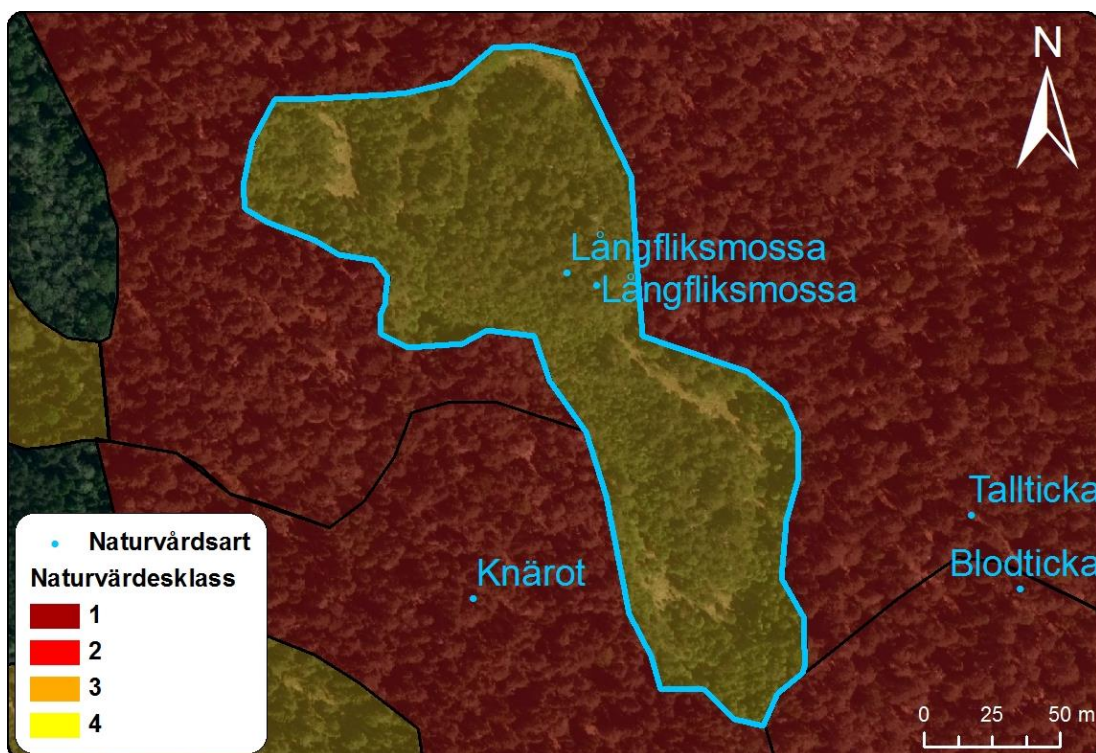 N
Långfliksmossa
Långfliksmossa
Tallticka
Knärot
Blodticka
Naturvårdsart
Naturvärdesklass
1
2
3
4
0 25 50 m